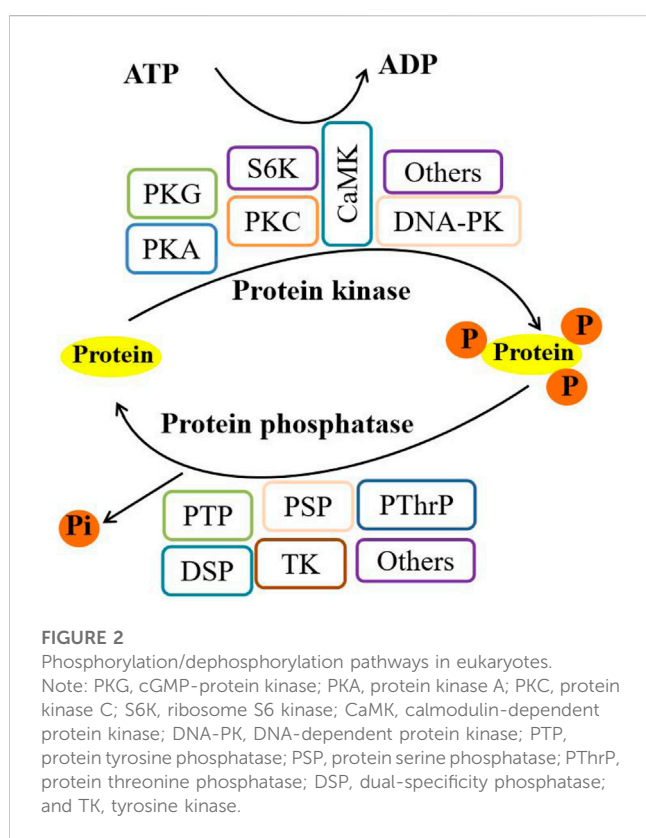 ATP ADP
S6K CaMK Others
PKG
PKC DNA-PK
PKA
Protein kinase
Protein P Protein P
P
Protein phosphatase
Pi
PTP PSP PThrP
DSP TK Others
FIGURE 2
Phosphorylation/dephosphorylation pathways in eukaryotes.
Note: PKG, cGMP-protein kinase; PKA, protein kinase A; PKC, protein
kinase C; S6K, ribosome S6 kinase; CaMK, calmodulin-dependent
protein kinase; DNA-PK, DNA-dependent protein kinase; PTP,
protein tyrosine phosphatase; PSP, protein serine phosphatase; PThrP,
protein threonine phosphatase; DSP, dual-specificity phosphatase;
and TK, tyrosine kinase.